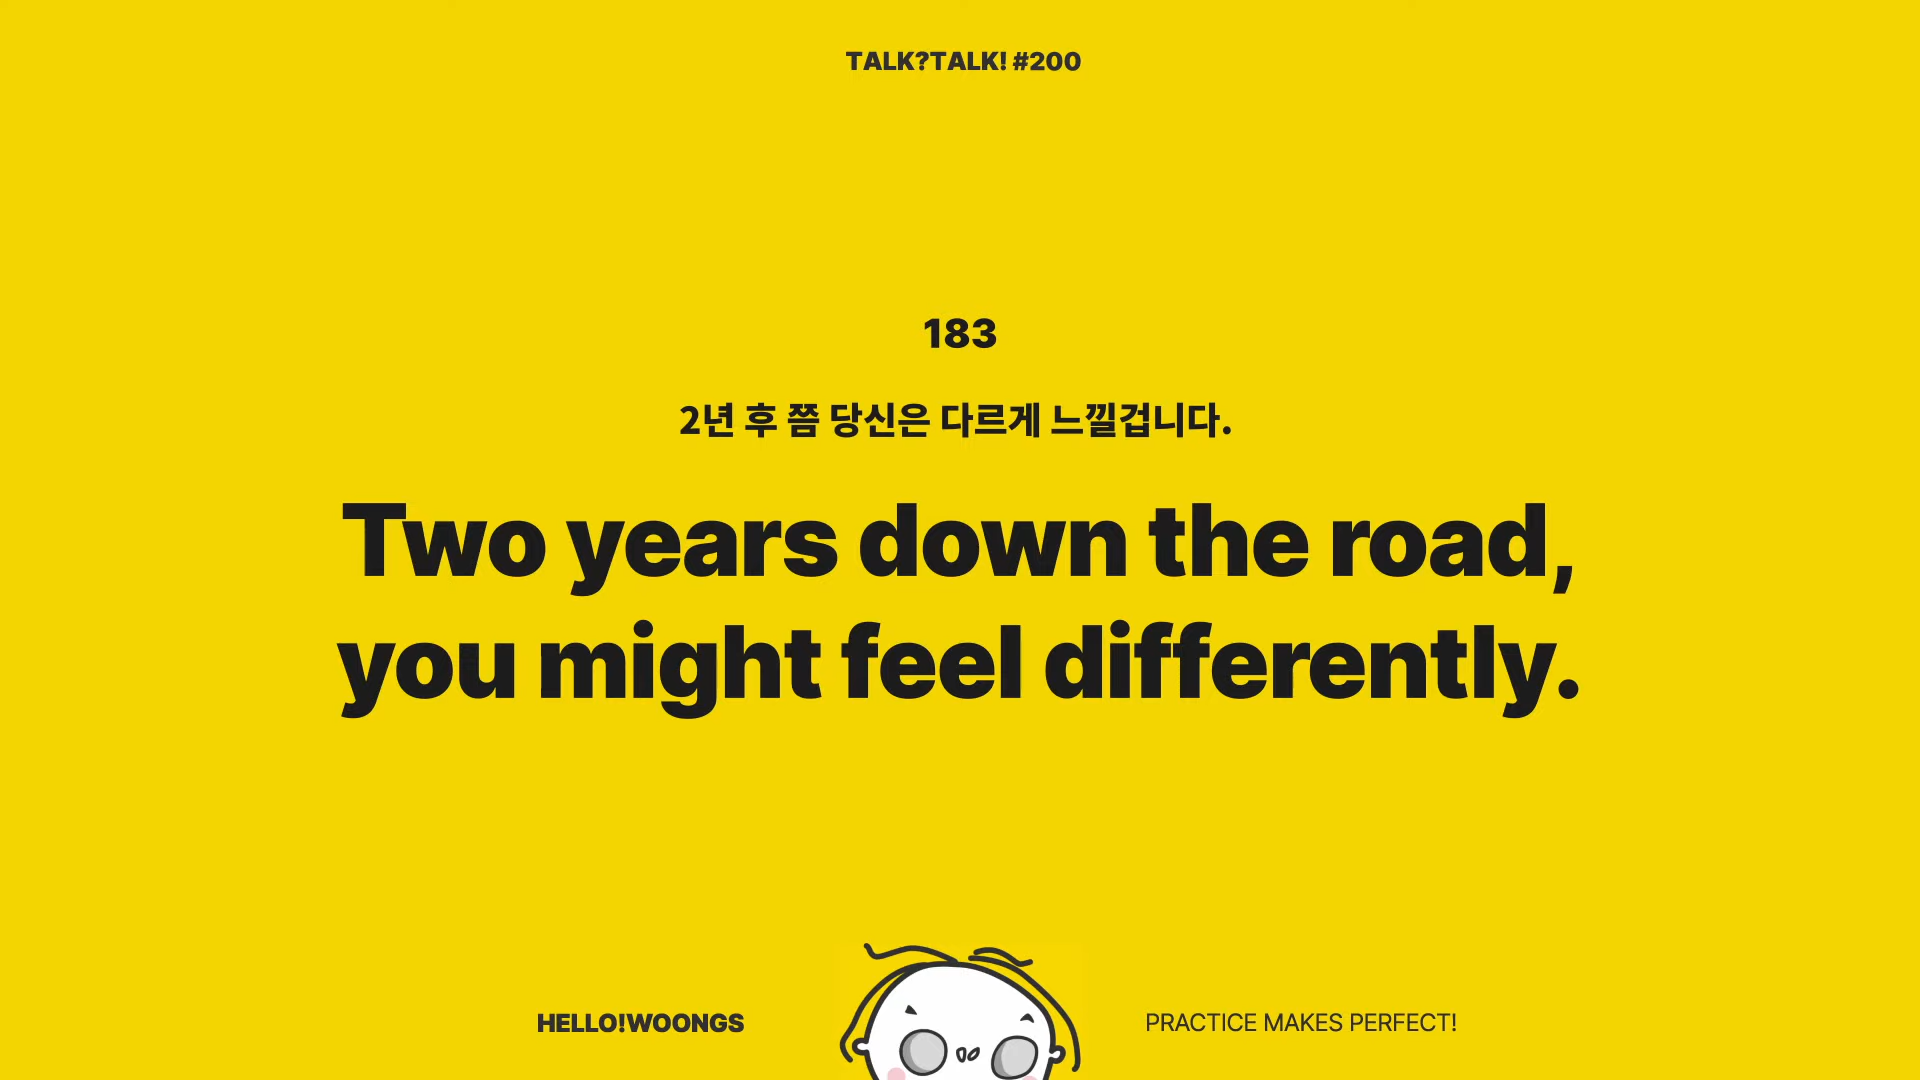 TALK?TALK! #200
183
2년 후 쯤 당신은 다르게 느낄겁니다.
Two years down the road,
you might feel differently.
HELLO!WOONGS
PRACTICE MAKES PERFECT!